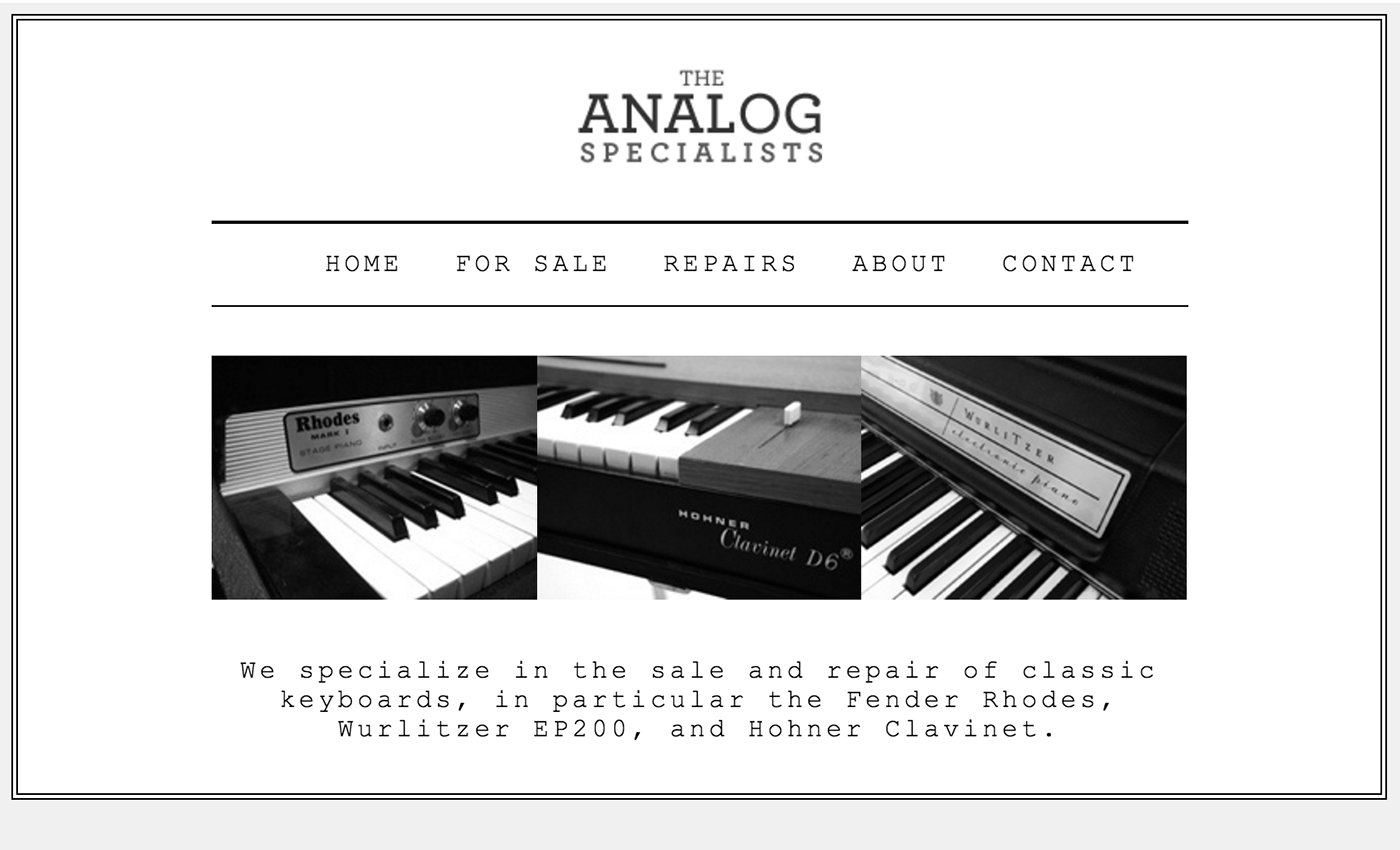 THE
ANALOG
SPECIALISTS
HOME FOR SALE REPAIRS ABOUT CONTACT
Rhodes
MARK I
STAGE PIANO
INPUT
HOHNER
Clavinet D6®
WURLITZER
electronic piano
We specialize in the sale and repair of classic
keyboards, in particular the Fender Rhodes,
Wurlitzer EP200, and Hohner Clavinet.